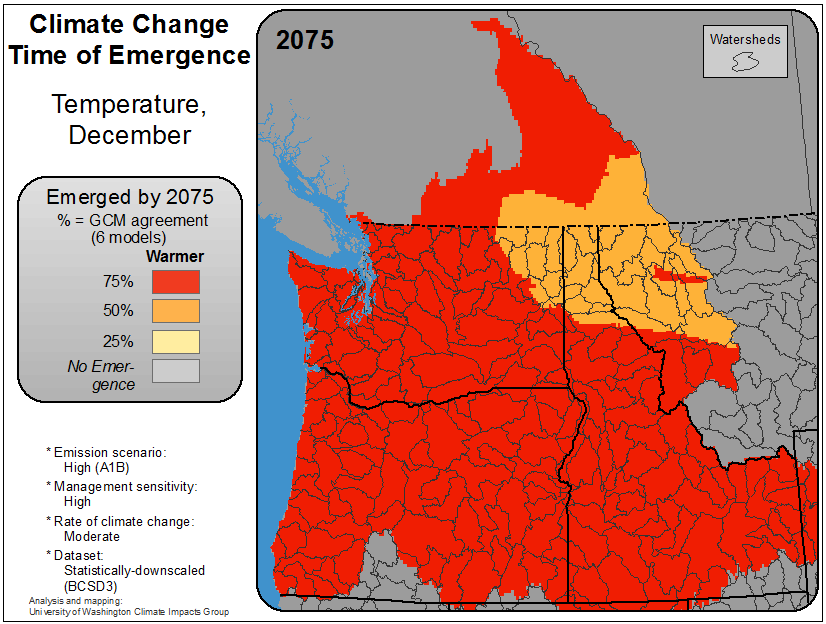 Climate Change
Time of Emergence
Temperature,
December
Emerged by 2075
% = GCM agreement
(6 models)
Warmer
75%
50%
25%
No Emer-
gence
* Emission scenario:
High (A1B)
* Management sensitivity:
High
* Rate of climate change:
Moderate
* Dataset:
Statistically-downscaled
(BCSD3)
Analysis and mapping:
University of Washington Climate Impacts Group
2075
Watersheds